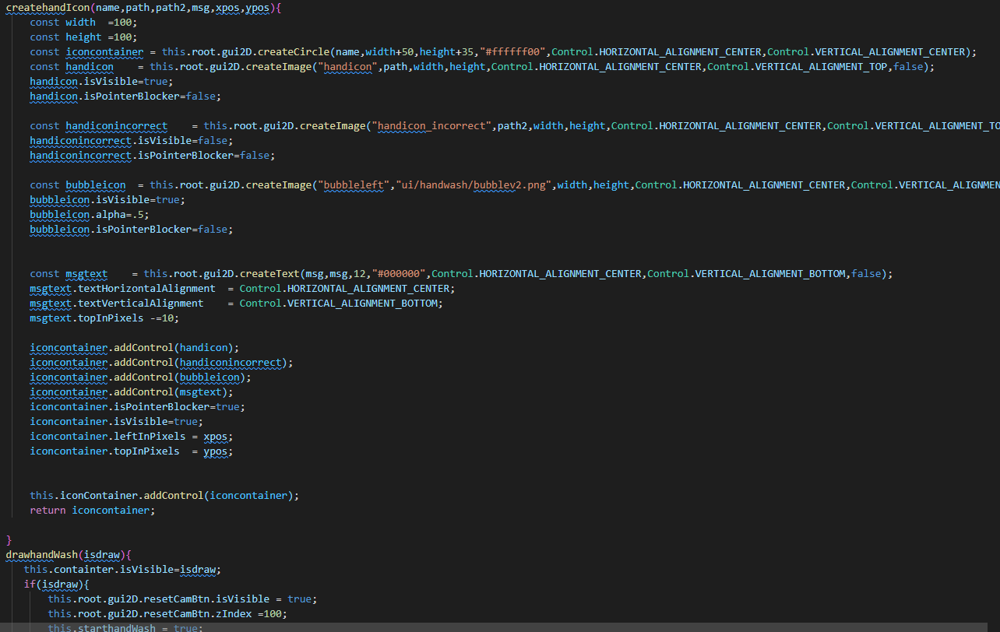 createhandIcon(name,path,path2,msg,xpos,ypos){
const width  =100;
const height =100;
const iconcontainer = this.root.gui2D.createCircle(name,width+50,height+35,"#ffffff00",Control.HORIZONTAL_ALIGNMENT_CENTER,Control.VERTICAL_ALIGNMENT_CENTER);
const handicon    = this.root.gui2D.createImage("handicon",path,width,height,Control.HORIZONTAL_ALIGNMENT_CENTER,Control.VERTICAL_ALIGNMENT_TOP,false);
handicon.isVisible=true;
handicon.isPointerBlocker=false;
const handiconincorrect    = this.root.gui2D.createImage("handicon_incorrect",path2,width,height,Control.HORIZONTAL_ALIGNMENT_CENTER,Control.VERTICAL_ALIGNMENT_TO
handiconincorrect.isVisible=false;
handiconincorrect.isPointerBlocker=false;
const bubbleicon  = this.root.gui2D.createImage("bubbleleft","ui/handwash/bubblev2.png",width,height,Control.HORIZONTAL_ALIGNMENT_CENTER,Control.VERTICAL_ALIGNMEN
bubbleicon.isVisible=true;
bubbleicon.alpha=.5;
bubbleicon.isPointerBlocker=false;
const msgtext    = this.root.gui2D.createText(msg,msg,12,"#000000",Control.HORIZONTAL_ALIGNMENT_CENTER,Control.VERTICAL_ALIGNMENT_BOTTOM,false);
msgtext.textHorizontalAlignment  = Control.HORIZONTAL_ALIGNMENT_CENTER;
msgtext.textVerticalAlignment    = Control.VERTICAL_ALIGNMENT_BOTTOM;
msgtext.topInPixels -=10;
iconcontainer.addControl(handicon);
iconcontainer.addControl(handiconincorrect);
iconcontainer.addControl(bubbleicon);
iconcontainer.addControl(msgtext);
iconcontainer.isPointerBlocker=true;
iconcontainer.isVisible=true;
iconcontainer.leftInPixels = xpos;
iconcontainer.topInPixels  = ypos;
this.iconContainer.addControl(iconcontainer);
return iconcontainer;
}
drawhandWash(isdraw){
this.containter.isVisible=isdraw;
if(isdraw){
this.root.gui2D.resetCamBtn.isVisible = true;
this.root.gui2D.resetCamBtn.zIndex =100;
this.starthandWash = true;